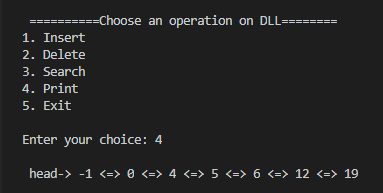 ==========Choose an operation on DLL========
1. Insert
2. Delete
3. Search
4. Print
5. Exit
Enter your choice: 4
head-> -1 <=> 0 <=> 4 <=> 5 <=> 6 <=> 12 <=> 19